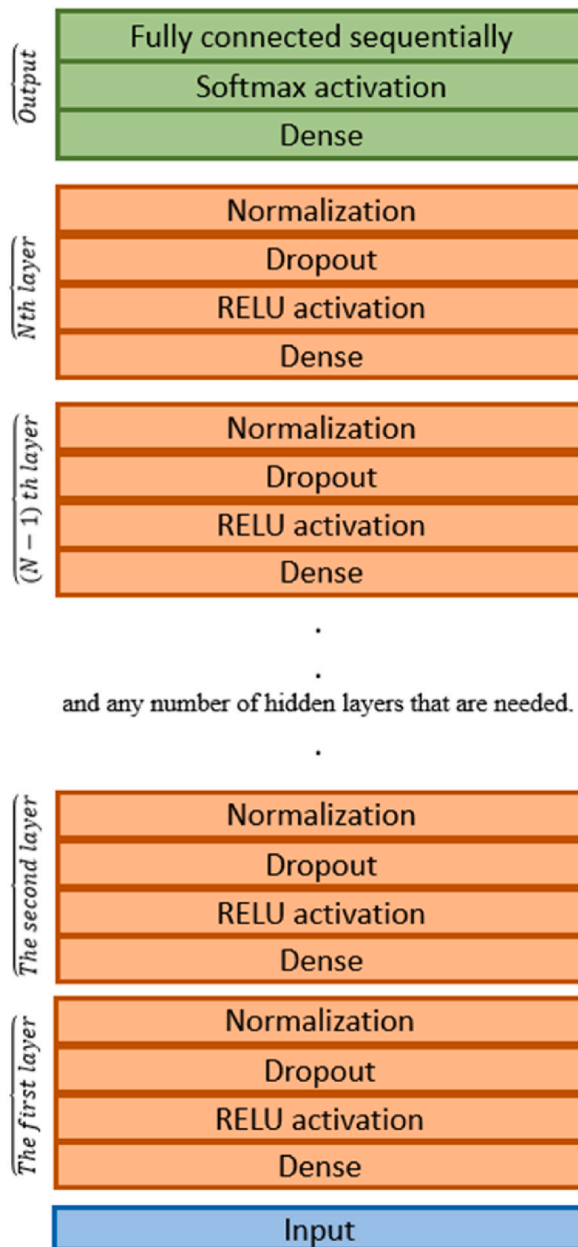 Output
Fully connected sequentially
Softmax activation
Dense
Nth layer
Normalization
Dropout
RELU activation
Dense
(N − 1) th layer
Normalization
Dropout
RELU activation
Dense
.
.
and any number of hidden layers that are needed.
.
The second layer
Normalization
Dropout
RELU activation
Dense
The first layer
Normalization
Dropout
RELU activation
Dense
Input